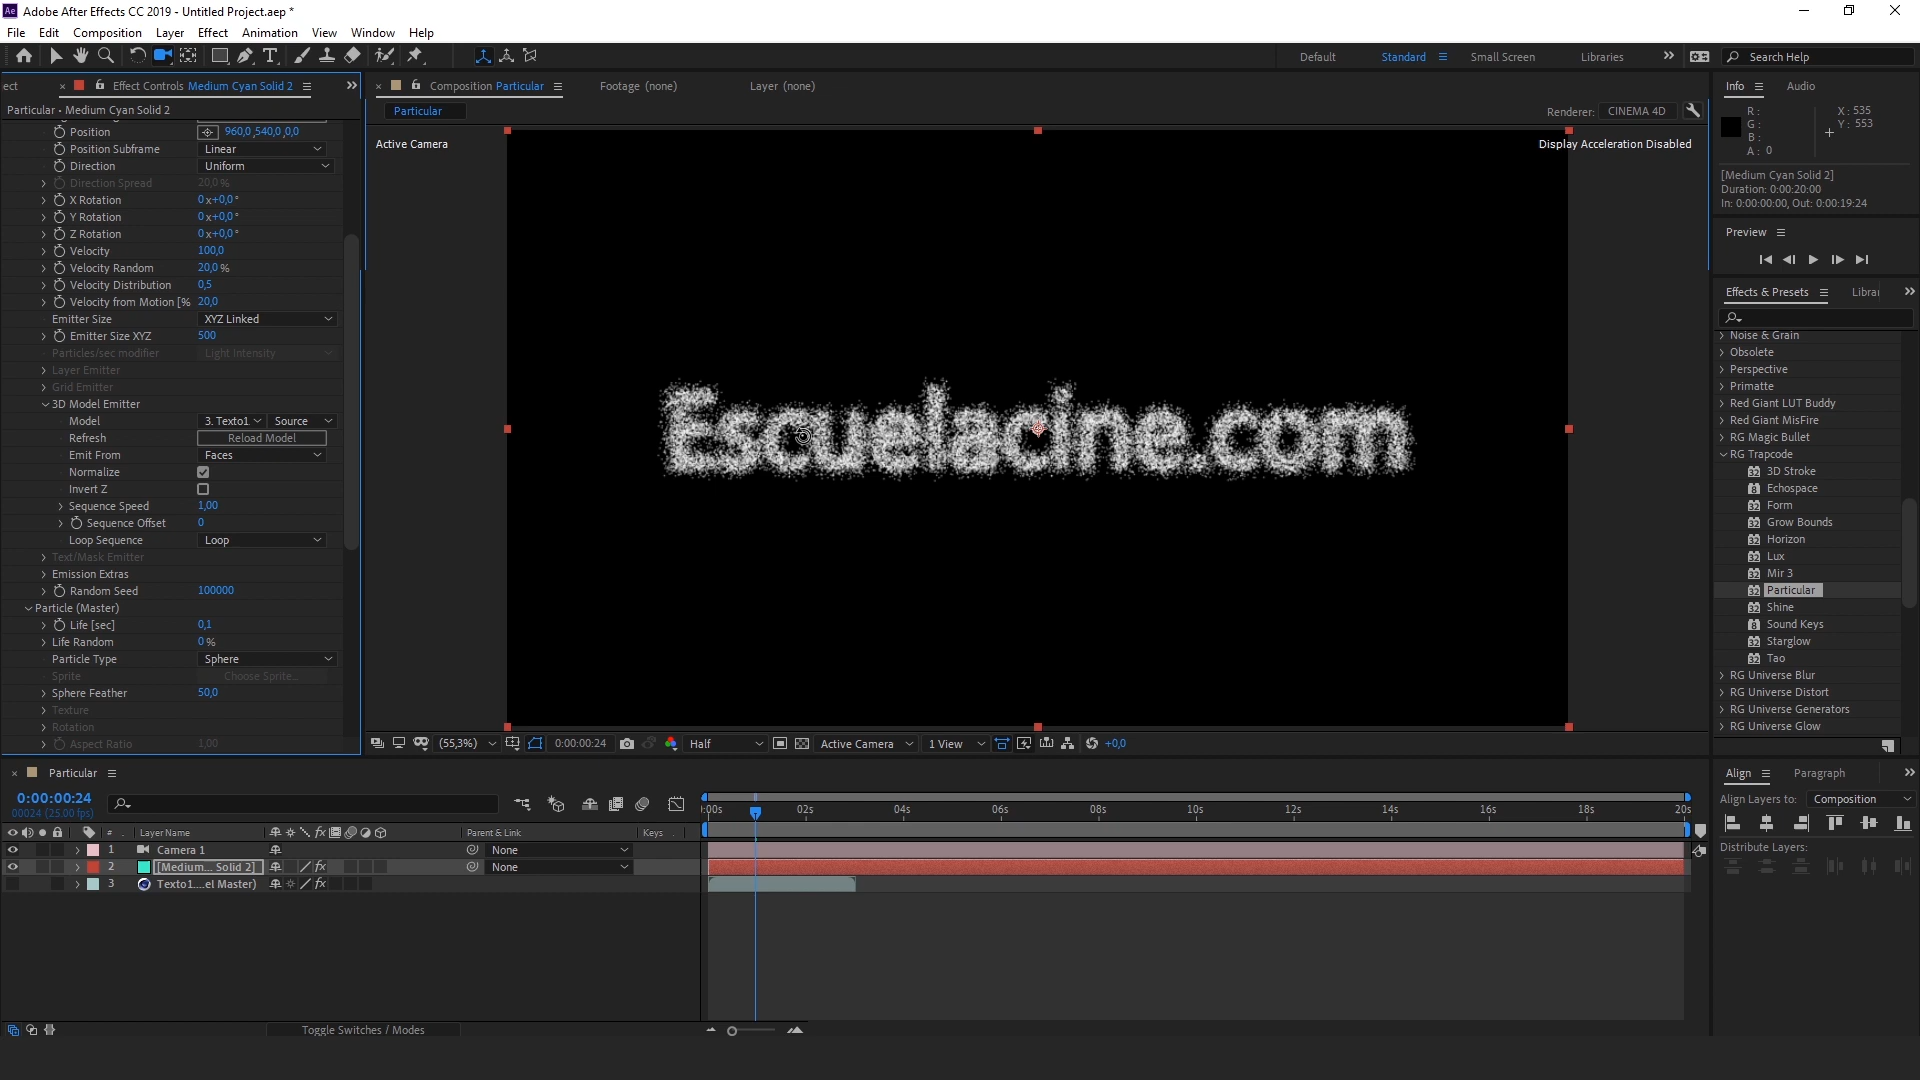 Adobe After Effects CC 2019 - Untitled Project.aep *
File Edit Composition Layer Effect Animation View Window Help
Default Standard Small Screen Libraries Search Help
ect Effect Controls Medium Cyan Solid 2
Particular • Medium Cyan Solid 2
Position 960,0 ,540,0 ,0,0
Position Subframe Linear
Direction Uniform
Direction Spread 20,0 %
X Rotation 0 x+0,0 °
Y Rotation 0 x+0,0 °
Z Rotation 0 x+0,0 °
Velocity 100,0
Velocity Random 20,0 %
Velocity Distribution 0,5
Velocity from Motion [% 20,0
Emitter Size XYZ Linked
Emitter Size XYZ 500
Particles/sec modifier Light Intensity
Layer Emitter
Grid Emitter
3D Model Emitter
Model 3. Texto1 Source
Refresh Reload Model
Emit From Faces
Normalize
Invert Z
Sequence Speed 1,00
Sequence Offset 0
Loop Sequence Loop
Text/Mask Emitter
Emission Extras
Random Seed 100000
Particle (Master)
Life [sec] 0,1
Life Random 0 %
Particle Type Sphere
Sprite Choose Sprite...
Sphere Feather 50,0
Texture
Rotation
Aspect Ratio 1,00
Composition Particular Footage (none) Layer (none)
Particular Renderer: CINEMA 4D
Active Camera Display Acceleration Disabled
Escuelacine.com
(55,3%) 0:00:00:24 Half Active Camera 1 View +0,0
Info Audio
R: X: 535
G: Y: 553
B:
A: 0
[Medium Cyan Solid 2]
Duration: 0:00:20:00
In: 0:00:00:00, Out: 0:00:19:24
Preview
Effects & Presets Librar
Noise & Grain
Obsolete
Perspective
Primatte
Red Giant LUT Buddy
Red Giant MisFire
RG Magic Bullet
RG Trapcode
3D Stroke
Echospace
Form
Grow Bounds
Horizon
Lux
Mir 3
Particular
Shine
Sound Keys
Starglow
Tao
RG Universe Blur
RG Universe Distort
RG Universe Generators
RG Universe Glow
Align Paragraph
Align Layers to: Composition
Distribute Layers:
Particular
0:00:00:24
00024 (25.00 fps)
:00s 02s 04s 06s 08s 10s 12s 14s 16s 18s 20s
# Layer Name Parent & Link Keys
1 Camera 1 None
2 [Medium... Solid 2] None
3 Texto1....el Master)
Toggle Switches / Modes